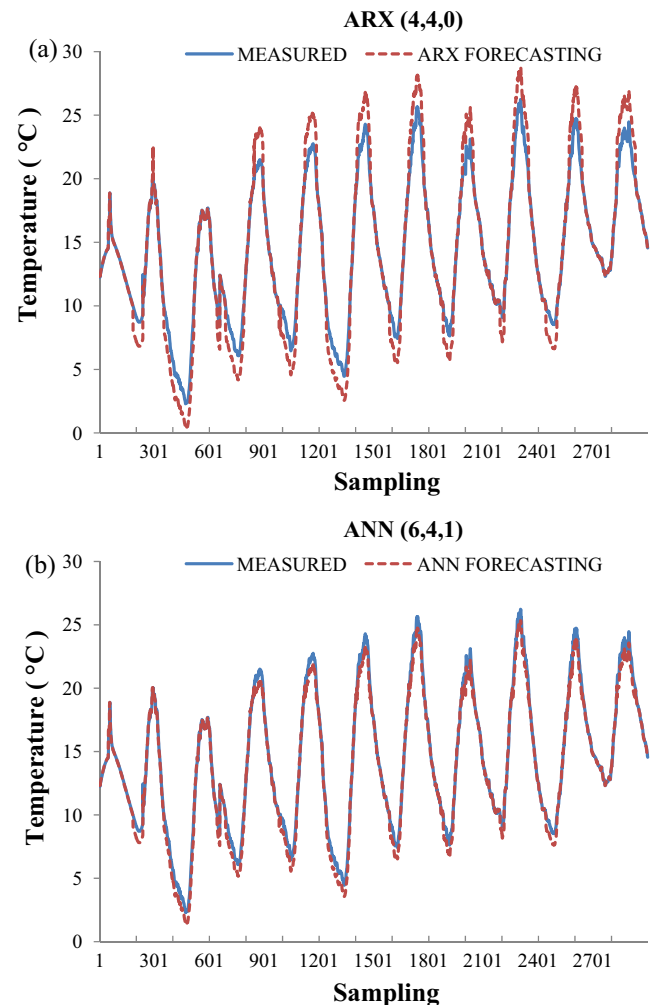 ARX (4,4,0)
(a)
MEASURED ARX FORECASTING
Temperature ( °C )
30
25
20
15
10
5
0
1 301 601 901 1201 1501 1801 2101 2401 2701
Sampling
ANN (6,4,1)
(b)
MEASURED ANN FORECASTING
Temperature ( °C )
30
25
20
15
10
5
0
1 301 601 901 1201 1501 1801 2101 2401 2701
Sampling